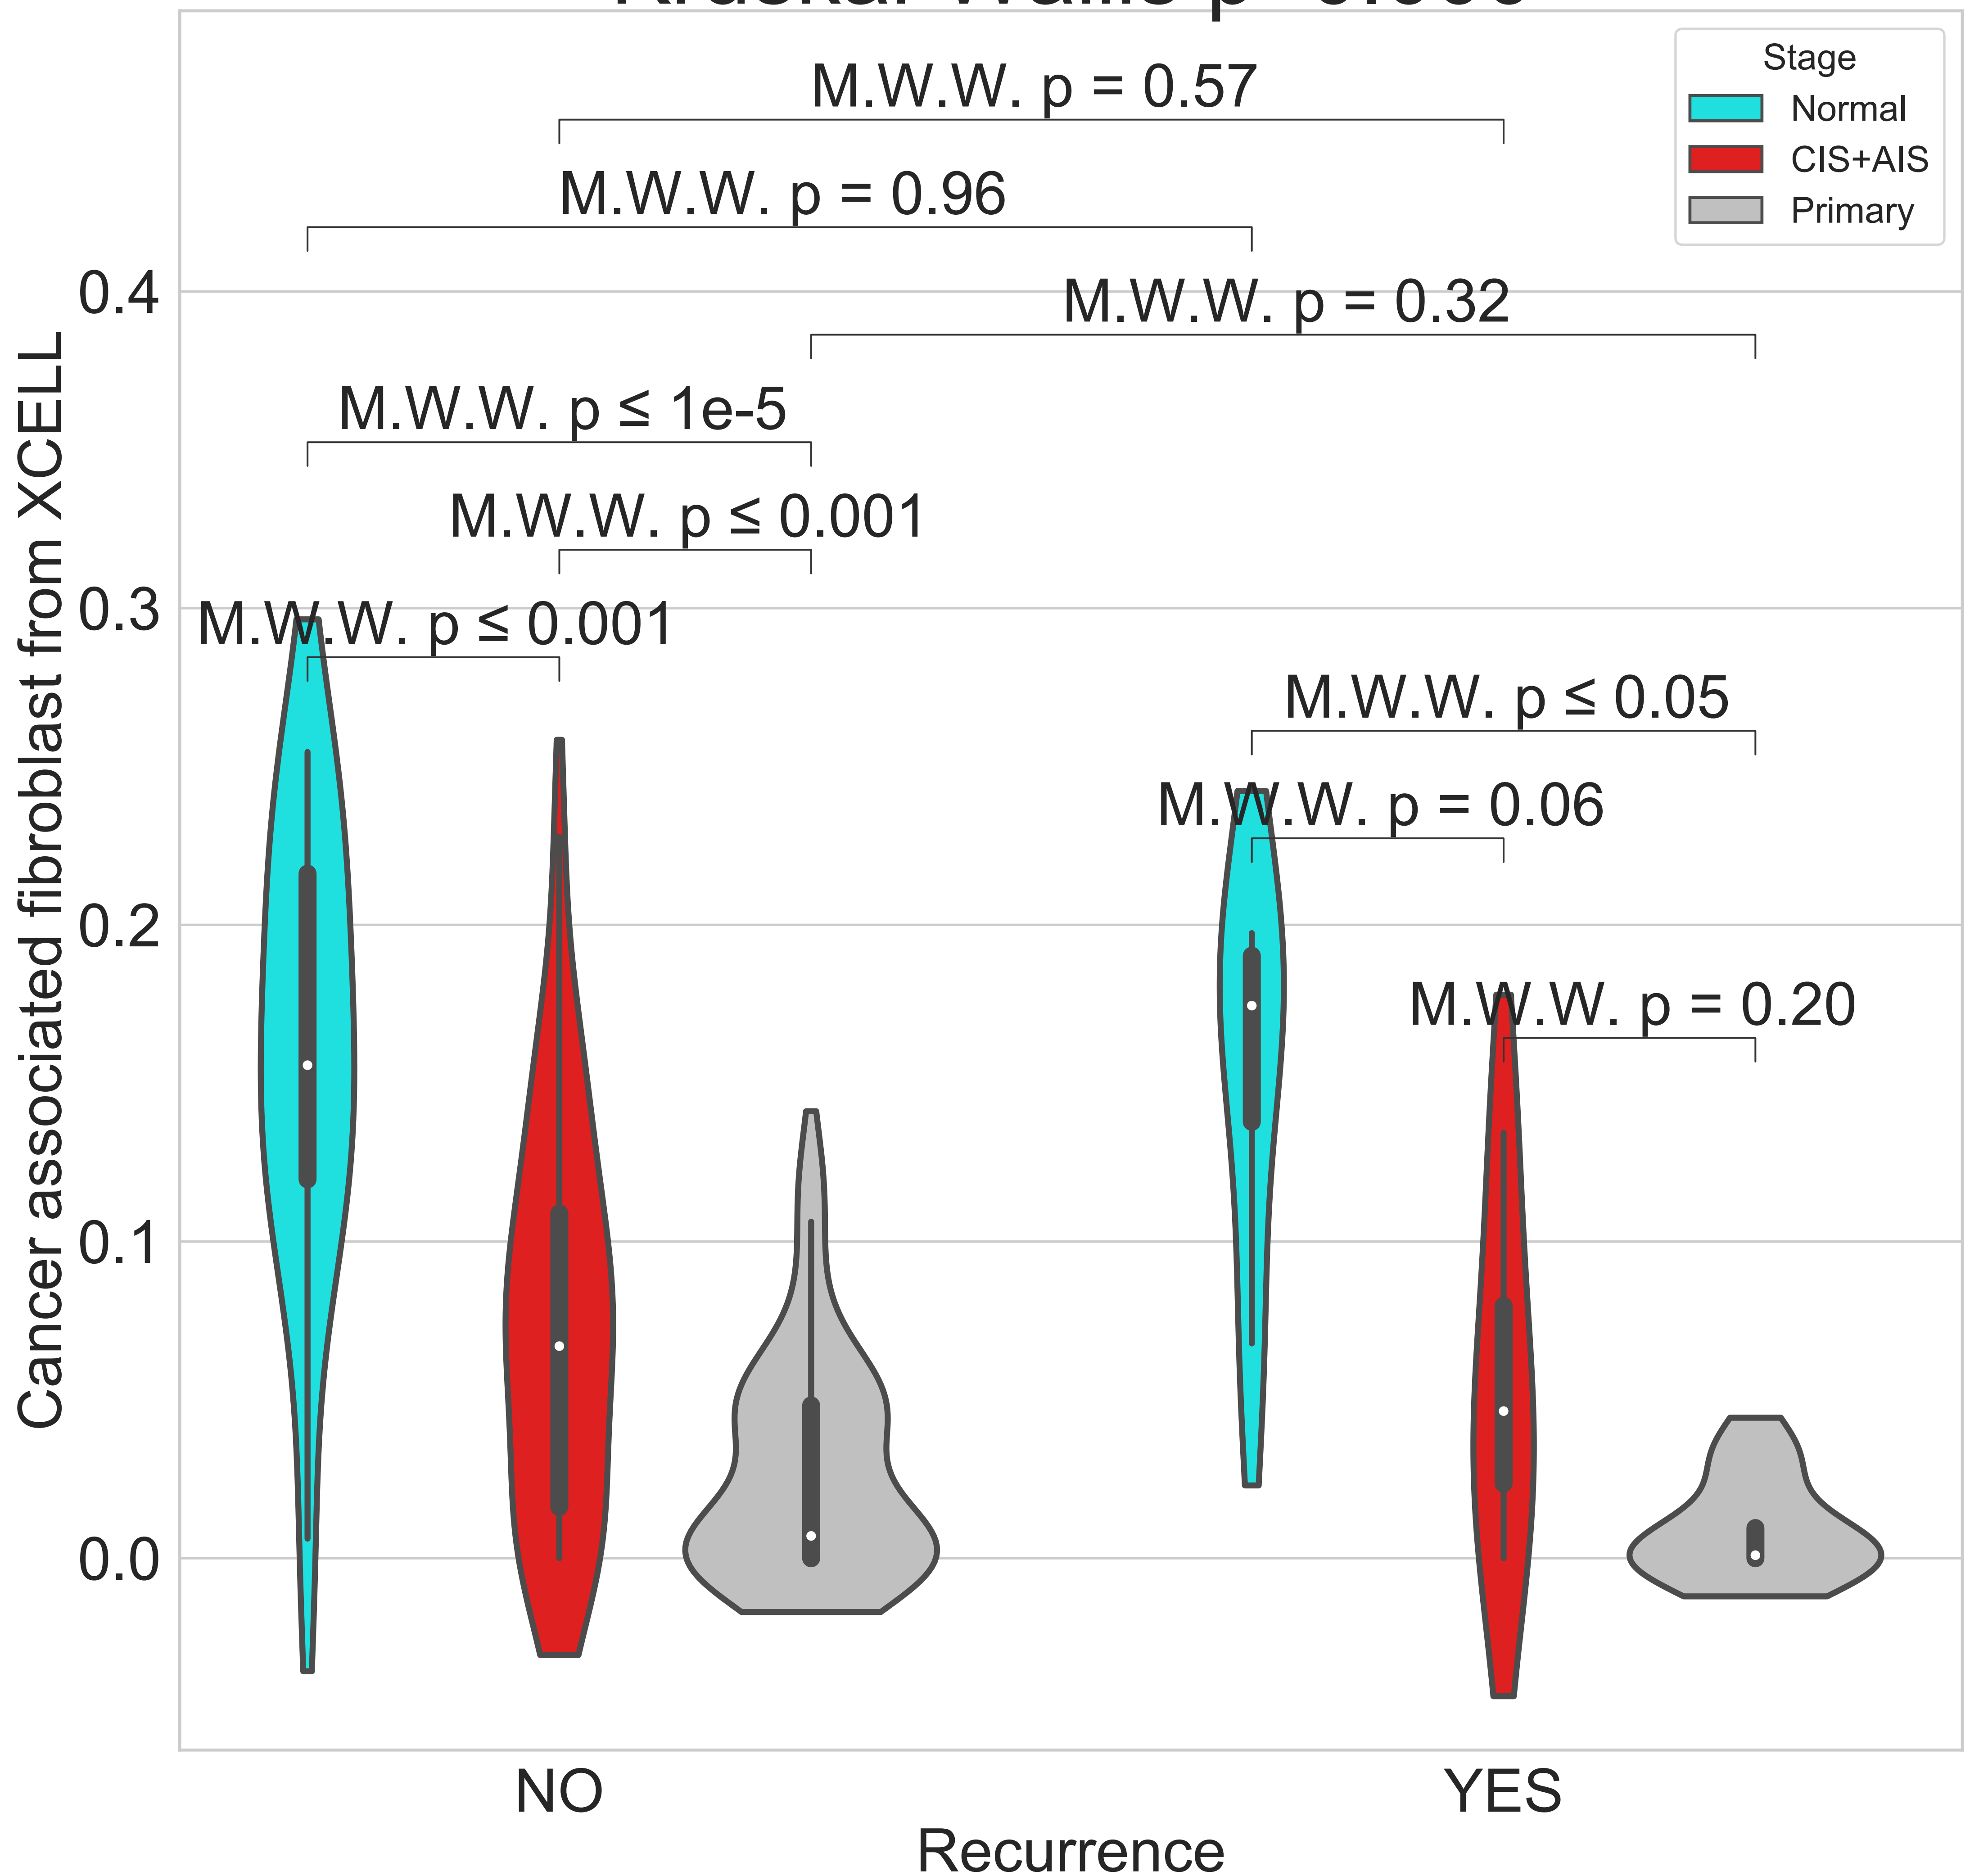 Stage
Normal
CIS+AIS
Primary
M.W.W. p = 0.57
M.W.W. p = 0.96
M.W.W. p = 0.32
M.W.W. p ≤ 1e-5
M.W.W. p ≤ 0.001
M.W.W. p ≤ 0.001
M.W.W. p ≤ 0.05
M.W.W. p = 0.06
M.W.W. p = 0.20
Cancer associated fibroblast from XCELL
0.4
0.3
0.2
0.1
0.0
NO
YES
Recurrence